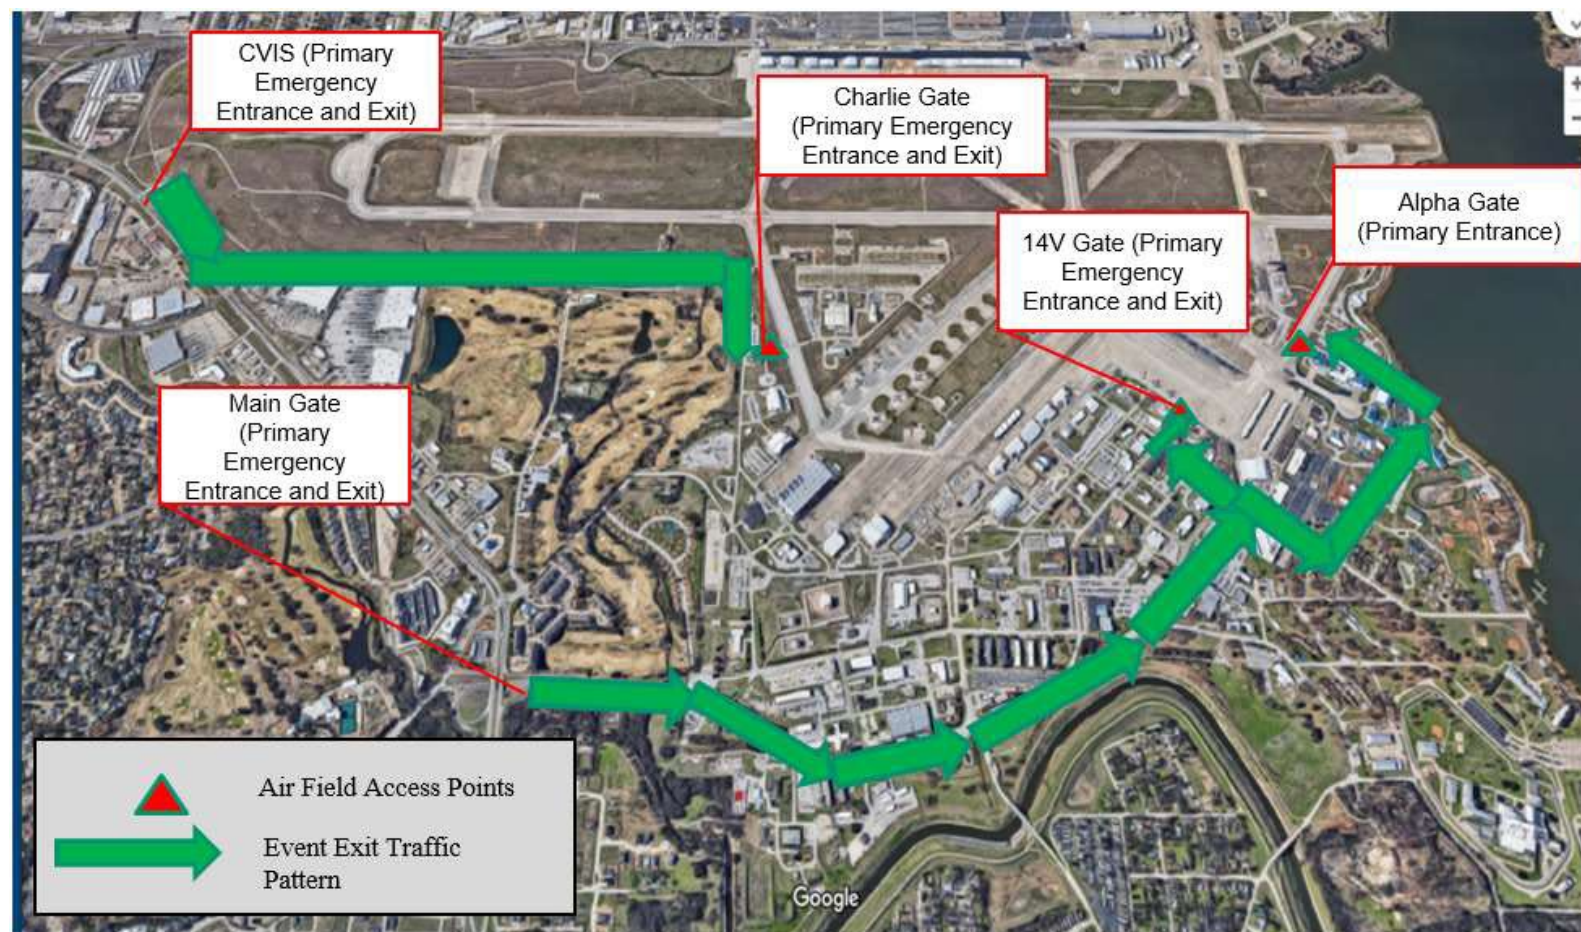 CVIS (Primary
Emergency
Entrance and Exit)
Charlie Gate
(Primary Emergency
Entrance and Exit)
Alpha Gate
(Primary Entrance)
14V Gate (Primary
Emergency
Entrance and Exit)
Main Gate
(Primary
Emergency
Entrance and Exit)
Air Field Access Points
Event Exit Traffic
Pattern
Google